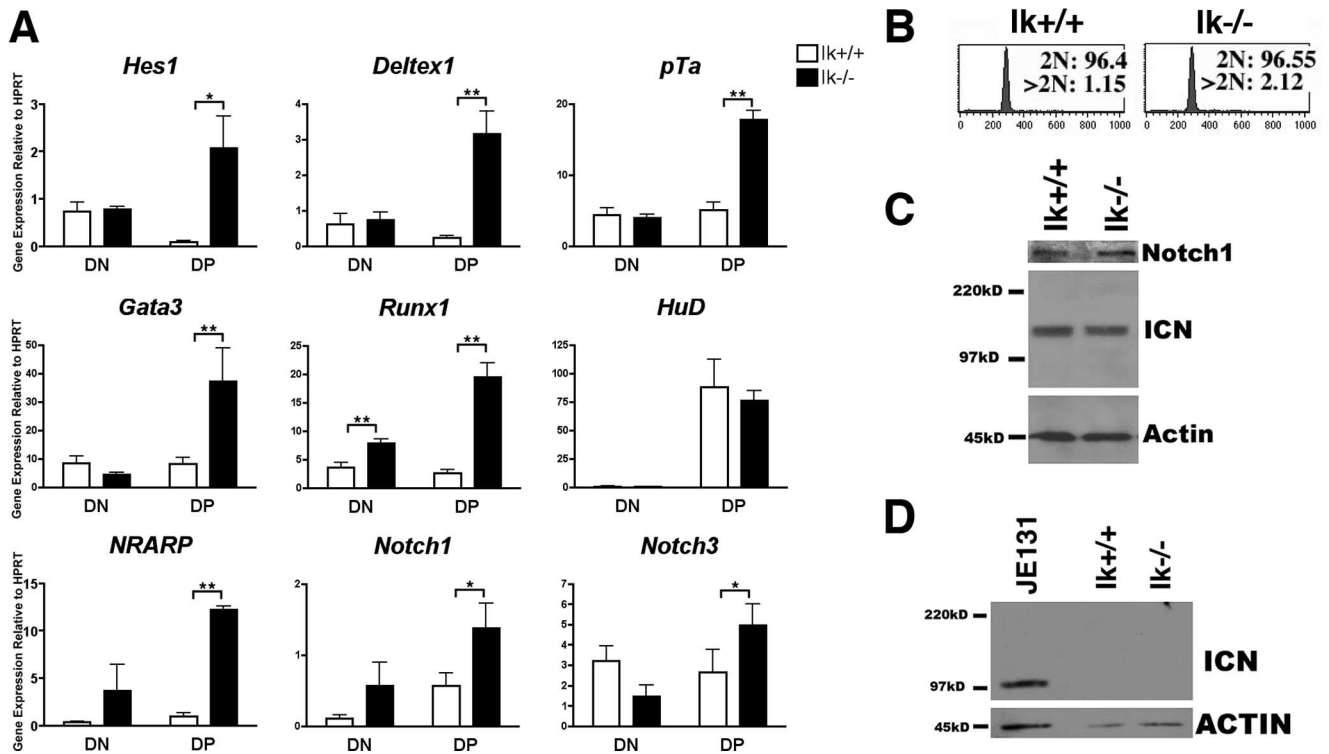 A
Ik+/+
Ik-/-
Hes1
Deltex1
pTa
Gene Expression Relative to HPRT
3
2
1
0
*
DN
DP
4
3
2
1
0
**
DN
DP
20
15
10
5
0
**
DN
DP
Gata3
Runx1
HuD
Gene Expression Relative to HPRT
50
40
30
20
10
0
**
DN
DP
25
20
15
10
5
0
**
**
DN
DP
125
100
75
50
25
0
DN
DP
NRARP
Notch1
Notch3
Gene Expression Relative to HPRT
15
10
5
0
**
DN
DP
2
1
0
*
DN
DP
7
6
5
4
3
2
1
0
*
DN
DP
B
Ik+/+
Ik-/-
2N: 96.4
>2N: 1.15
0 200 400 600 800 1000
2N: 96.55
>2N: 2.12
0 200 400 600 800 1000
C
Ik+/+
Ik-/-
Notch1
220kD
ICN
97kD
45kD
Actin
D
JE131
Ik+/+
Ik-/-
220kD
ICN
97kD
45kD
ACTIN